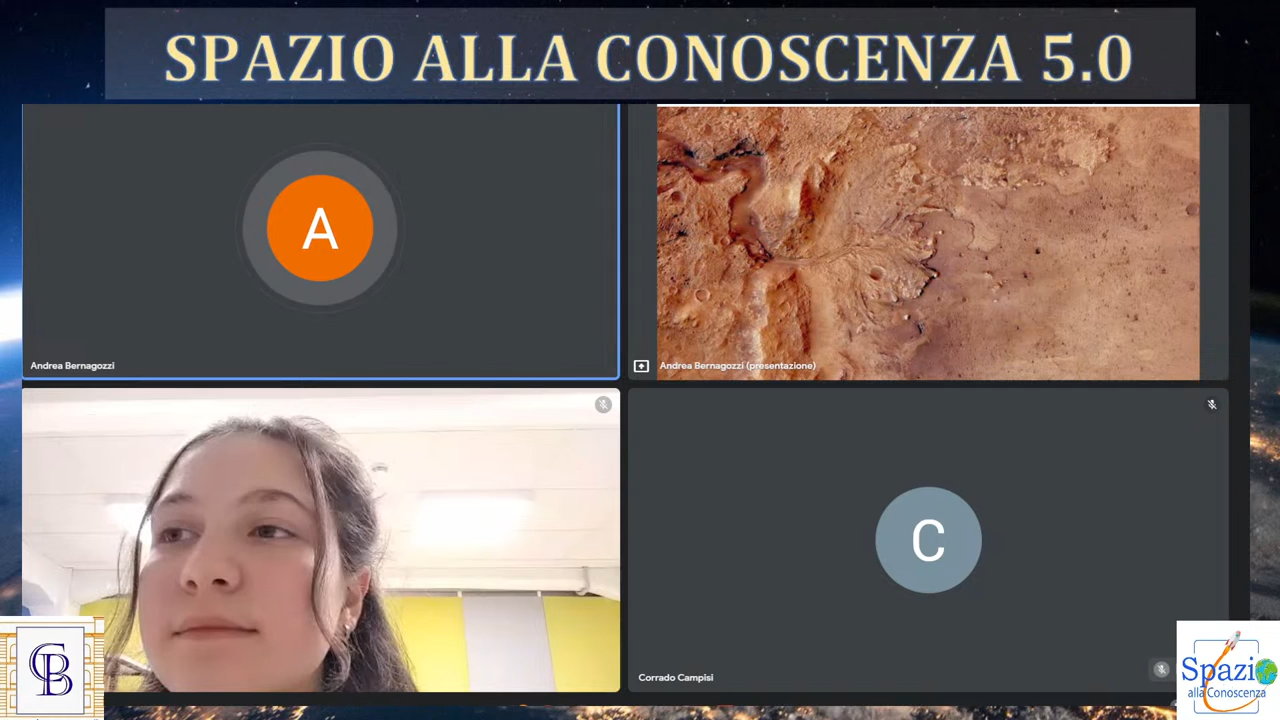 SPAZIO ALLA CONOSCENZA 5.0
A
Andrea Bernagozzi
Andrea Bernagozzi (presentazione)
C
Corrado Campisi
CB
Spazio
alla Conoscenza